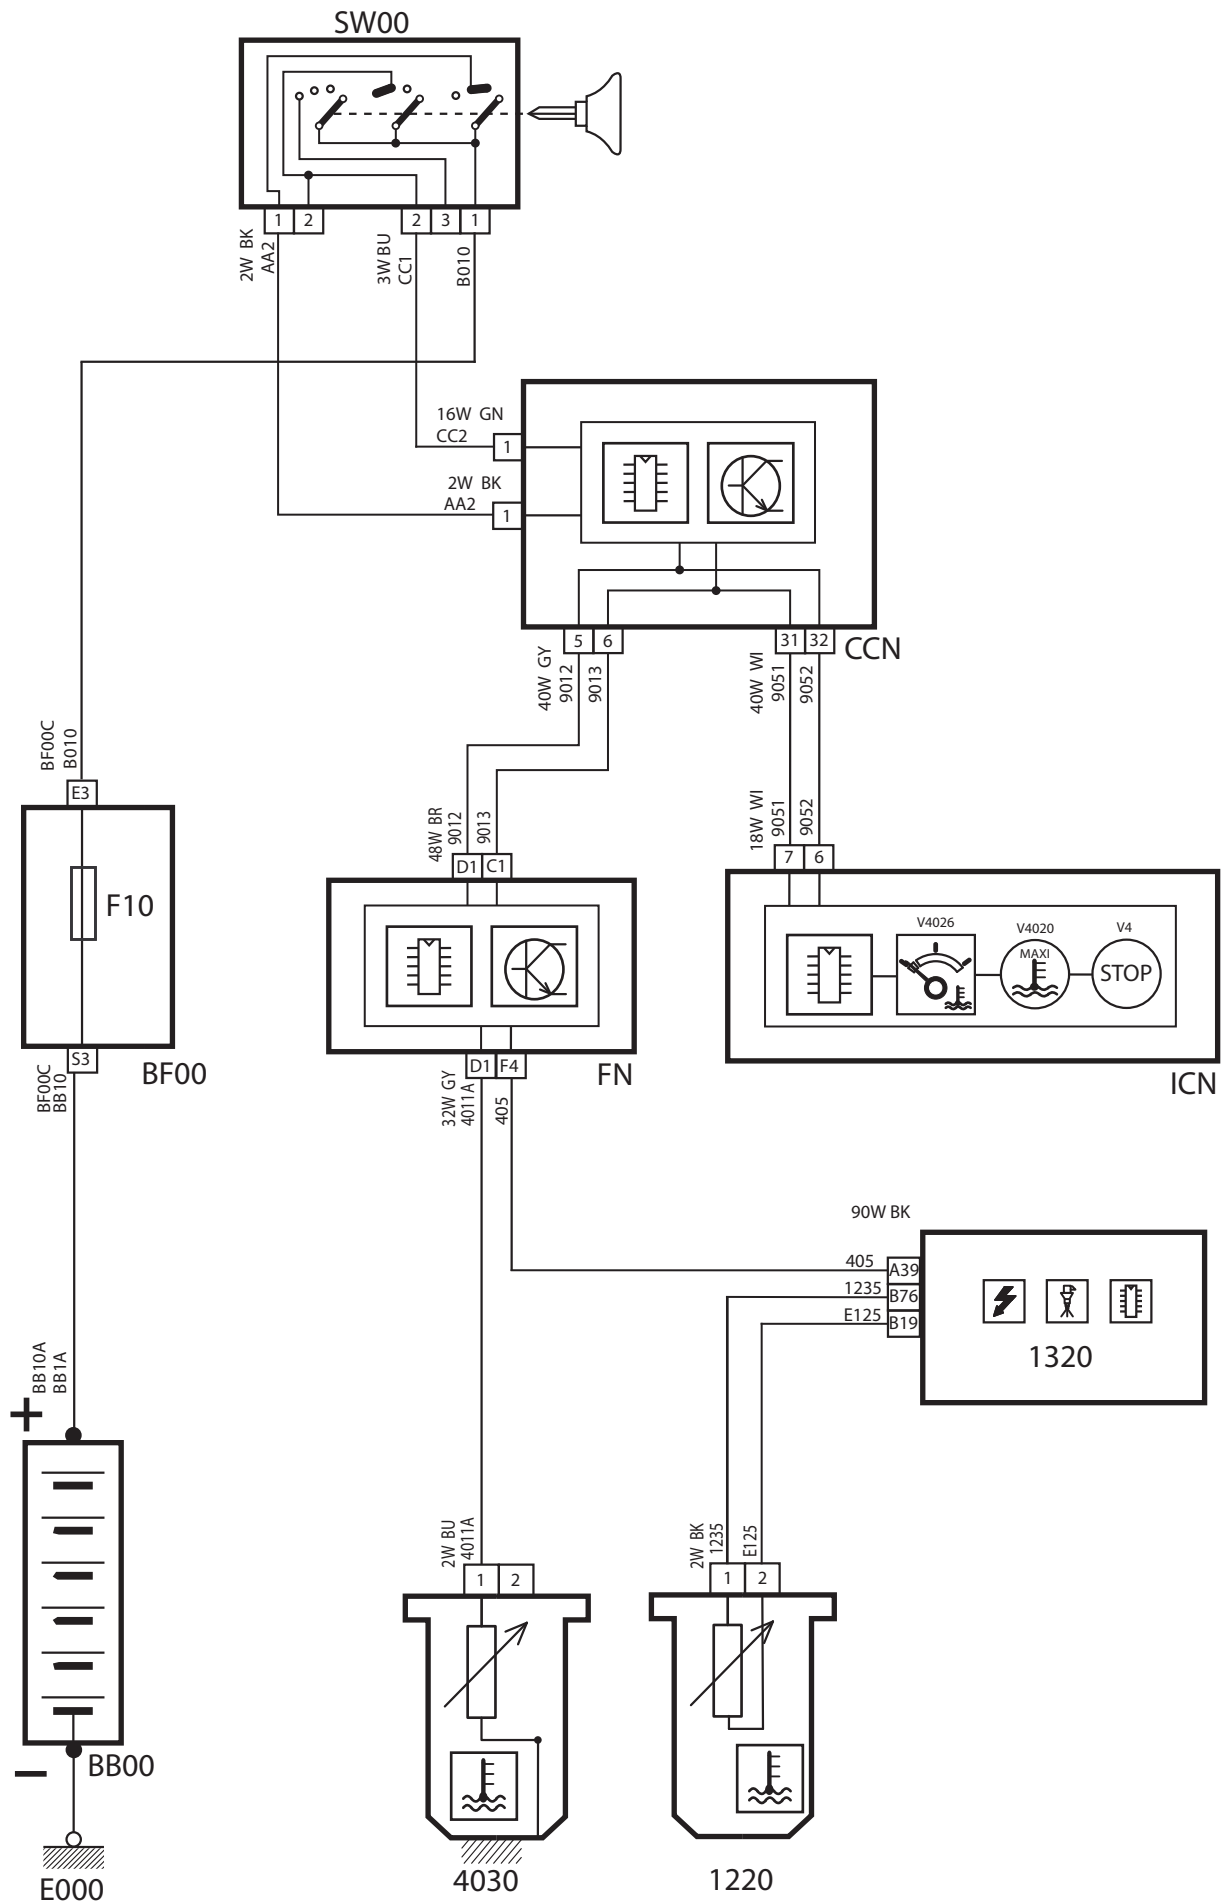 SW00
1
2
2
3
1
2W BK
AA2
3W BU
CC1
B010
16W GN
CC2
1
2W BK
AA2
1
5
6
31
32
CCN
40W GY
9012
9013
40W WI
9051
9052
BF00C
B010
E3
F10
S3
BF00
BF00C
BB10
48W BR
9012
9013
D1
C1
18W WI
9051
9052
7
6
V4026
V4020
V4
MAXI
STOP
ICN
D1
F4
FN
32W GY
4011A
405
90W BK
405
A39
1235
B76
E125
B19
1320
BB10A
BB1A
+
2W BU
4011A
1
2
2W BK
1235
E125
1
2
BB00
−
E000
4030
1220